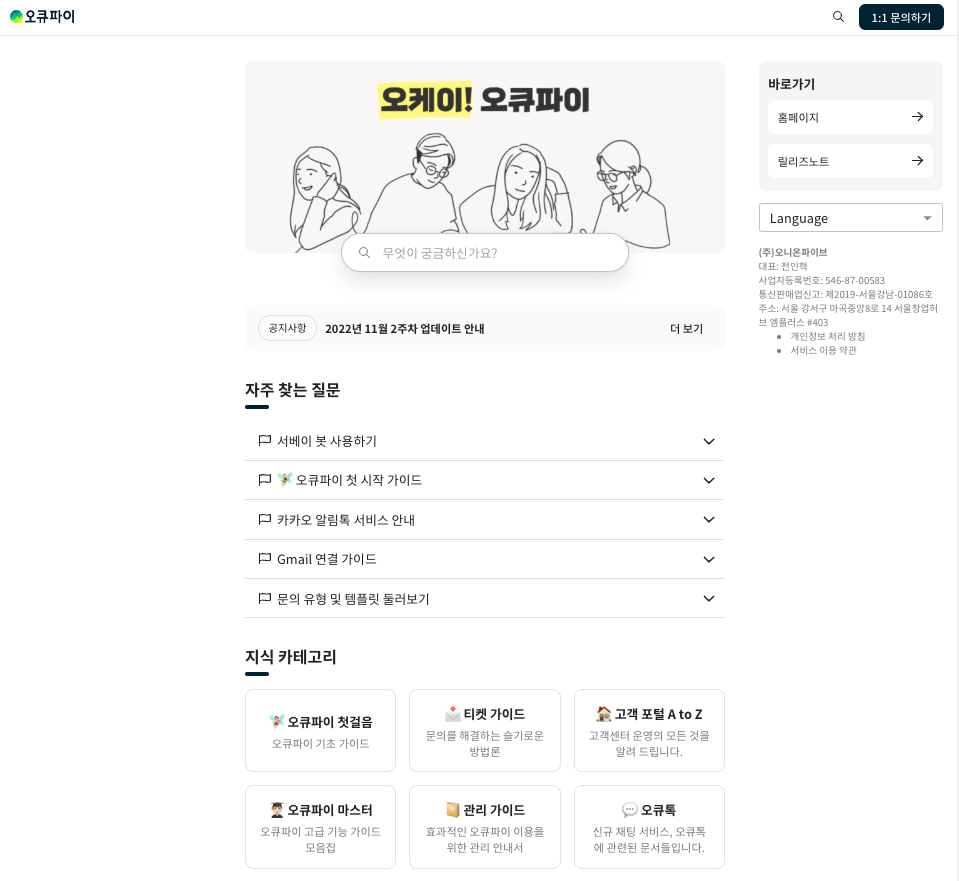 오큐파이
1:1 문의하기
오케이! 오큐파이
무엇이 궁금하신가요?
공지사항 2022년 11월 2주차 업데이트 안내 더 보기
자주 찾는 질문
서베이 봇 사용하기
오큐파이 첫 시작 가이드
카카오 알림톡 서비스 안내
Gmail 연결 가이드
문의 유형 및 템플릿 둘러보기
지식 카테고리
오큐파이 첫걸음
오큐파이 기초 가이드
티켓 가이드
문의를 해결하는 슬기로운
방법론
고객 포털 A to Z
고객센터 운영의 모든 것을
알려 드립니다.
오큐파이 마스터
오큐파이 고급 기능 가이드
모음집
관리 가이드
효과적인 오큐파이 이용을
위한 관리 안내서
오큐톡
신규 채팅 서비스, 오큐톡
에 관련된 문서들입니다.
바로가기
홈페이지
릴리즈노트
Language
(주)오니온파이브
대표: 전인혁
사업자등록번호: 546-87-00583
통신판매업신고: 제2019-서울강남-01086호
주소: 서울 강서구 마곡중앙8로 14 서울창업허
브 엠플러스 #403
개인정보 처리 방침
서비스 이용 약관